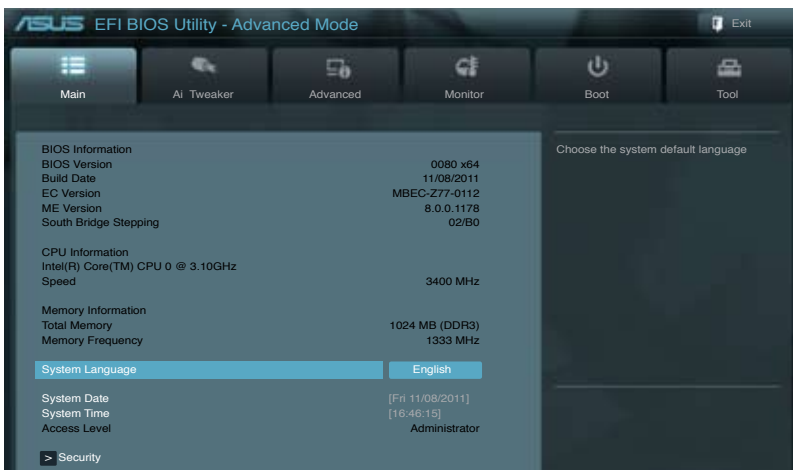 ASUS EFI BIOS Utility - Advanced Mode
Exit
Main Ai Tweaker Advanced Monitor Boot Tool
Choose the system default language
BIOS Information
BIOS Version 0080 x64
Build Date 11/08/2011
EC Version MBEC-Z77-0112
ME Version 8.0.0.1178
South Bridge Stepping 02/B0
CPU Information
Intel(R) Core(TM) CPU 0 @ 3.10GHz
Speed 3400 MHz
Memory Information
Total Memory 1024 MB (DDR3)
Memory Frequency 1333 MHz
System Language English
System Date [Fri 11/08/2011]
System Time [16:46:15]
Access Level Administrator
> Security